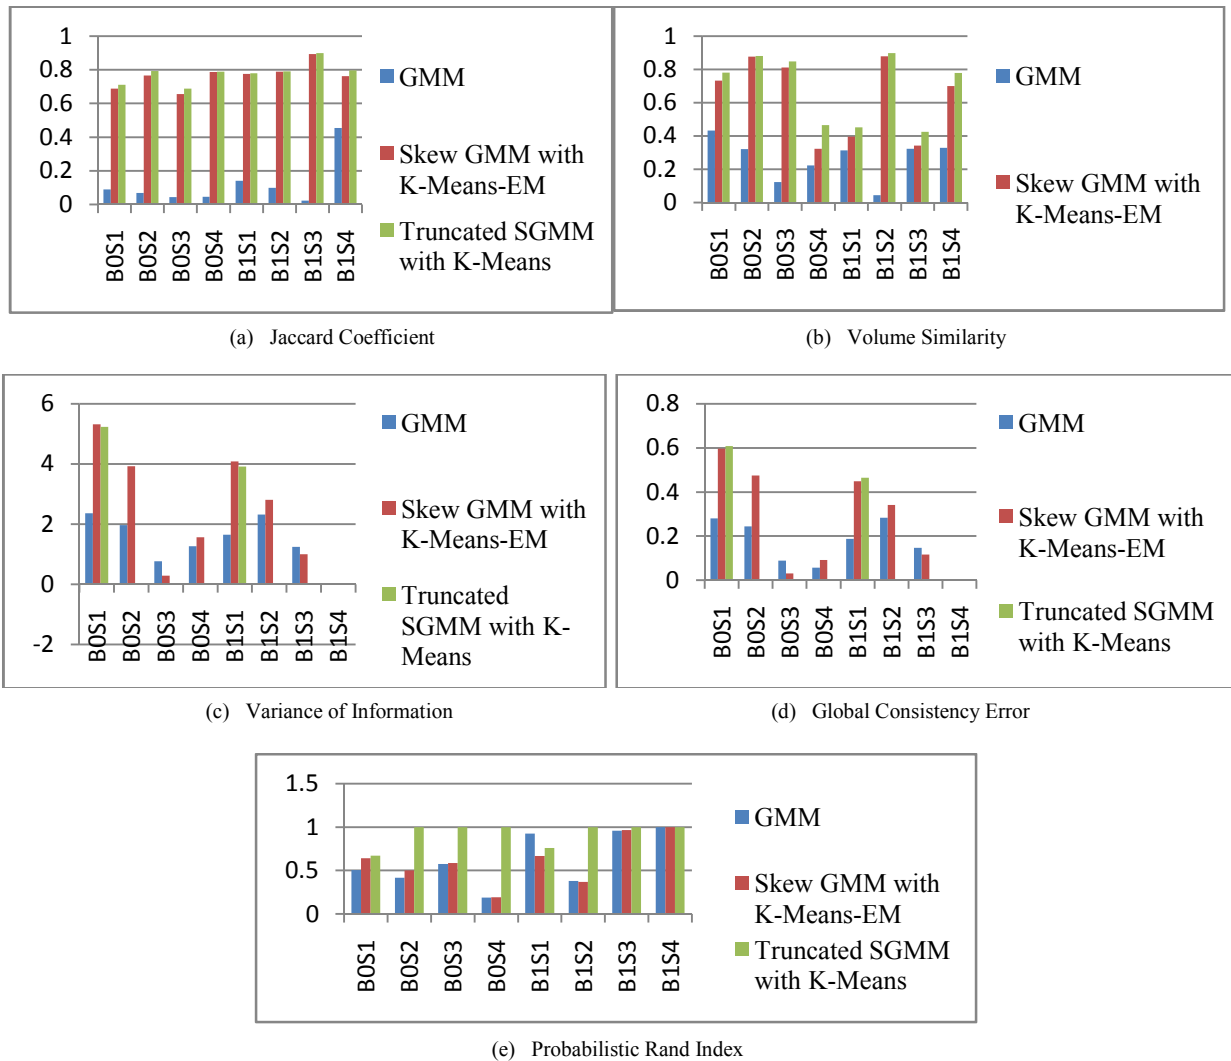 1
0.8
0.6
0.4
0.2
0
B0S1
B0S2
B0S3
B0S4
B1S1
B1S2
B1S3
B1S4
GMM
Skew GMM with
K-Means-EM
Truncated SGMM
with K-Means
(a) Jaccard Coefficient
1
0.8
0.6
0.4
0.2
0
B0S1
B0S2
B0S3
B0S4
B1S1
B1S2
B1S3
B1S4
GMM
Skew GMM with
K-Means-EM
(b) Volume Similarity
6
4
2
0
-2
B0S1
B0S2
B0S3
B0S4
B1S1
B1S2
B1S3
B1S4
GMM
Skew GMM with
K-Means-EM
Truncated
SGMM with K-
Means
(c) Variance of Information
0.8
0.6
0.4
0.2
0
B0S1
B0S2
B0S3
B0S4
B1S1
B1S2
B1S3
B1S4
GMM
Skew GMM with
K-Means-EM
Truncated SGMM
with K-Means
(d) Global Consistency Error
1.5
1
0.5
0
B0S1
B0S2
B0S3
B0S4
B1S1
B1S2
B1S3
B1S4
GMM
Skew GMM with
K-Means-EM
Truncated SGMM
with K-Means
(e) Probabilistic Rand Index